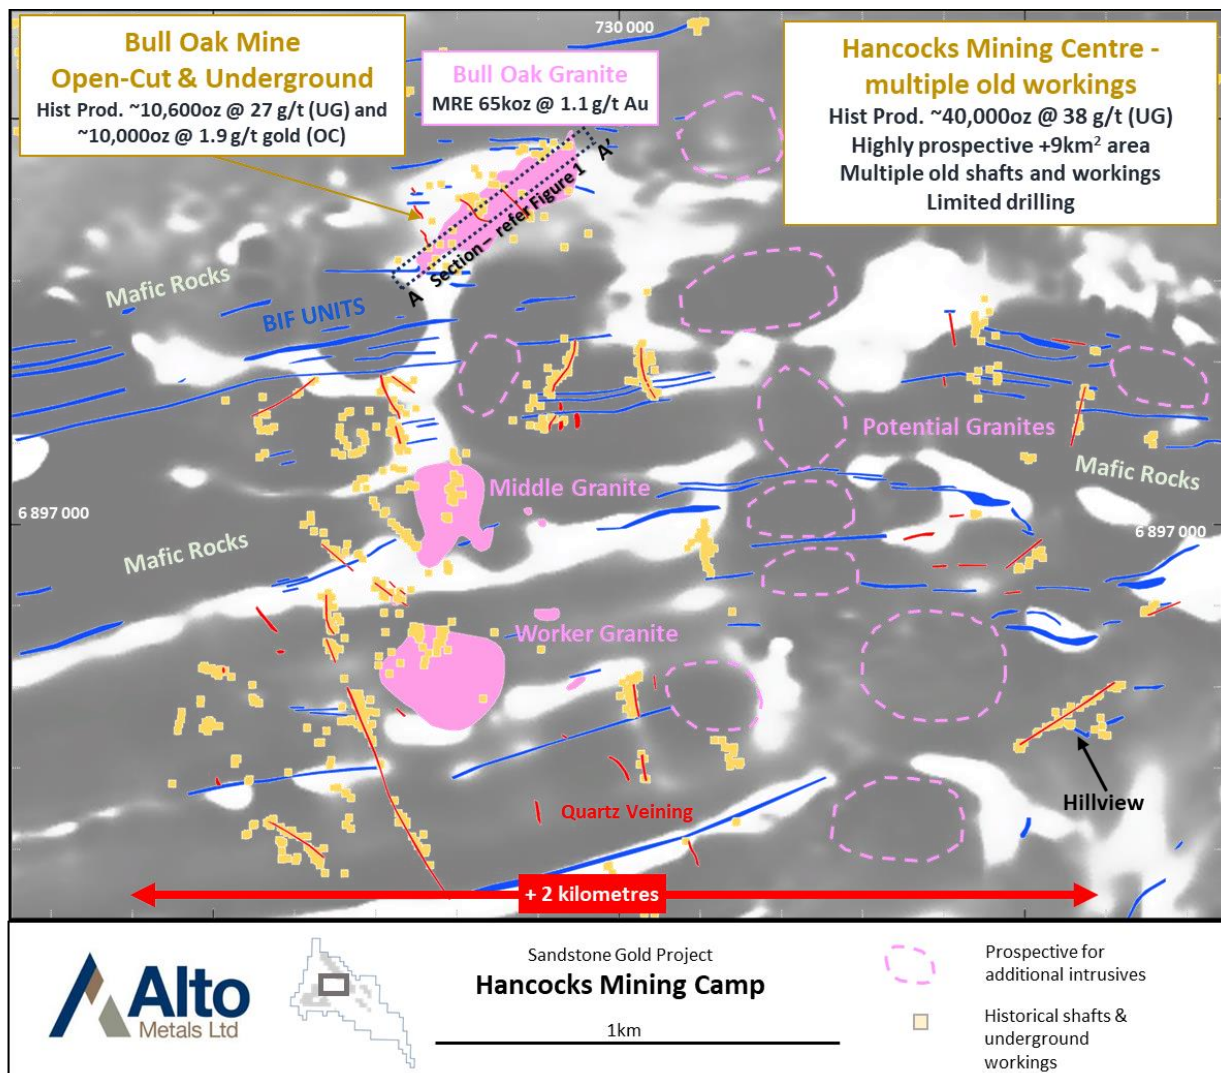 730 000
Bull Oak Mine
Open-Cut & Underground
Hist Prod. ~10,600oz @ 27 g/t (UG) and
~10,000oz @ 1.9 g/t gold (OC)
Bull Oak Granite
MRE 65koz @ 1.1 g/t Au
Hancocks Mining Centre -
multiple old workings
Hist Prod. ~40,000oz @ 38 g/t (UG)
Highly prospective +9km² area
Multiple old shafts and workings
Limited drilling
A'
Section – refer Figure 1
A
Mafic Rocks
BIF UNITS
Potential Granites
Mafic Rocks
Middle Granite
6 897 000
6 897 000
Mafic Rocks
Worker Granite
Hillview
Quartz Veining
+ 2 kilometres
Alto
Metals Ltd
Sandstone Gold Project
Hancocks Mining Camp
1km
Prospective for
additional intrusives
Historical shafts &
underground
workings